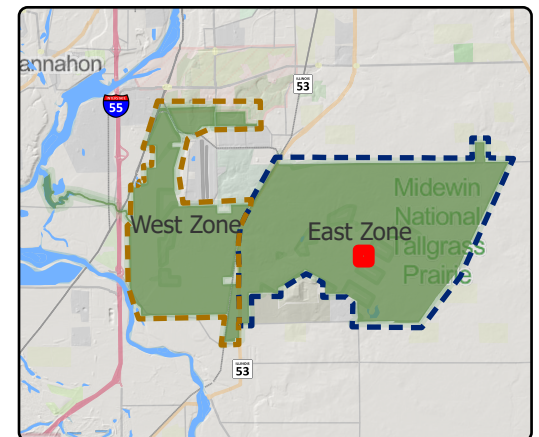 annahon
ILLINOIS
53
INTERSTATE
55
Midewin
National
Tallgrass
Prairie
West Zone
East Zone
ILLINOIS
53